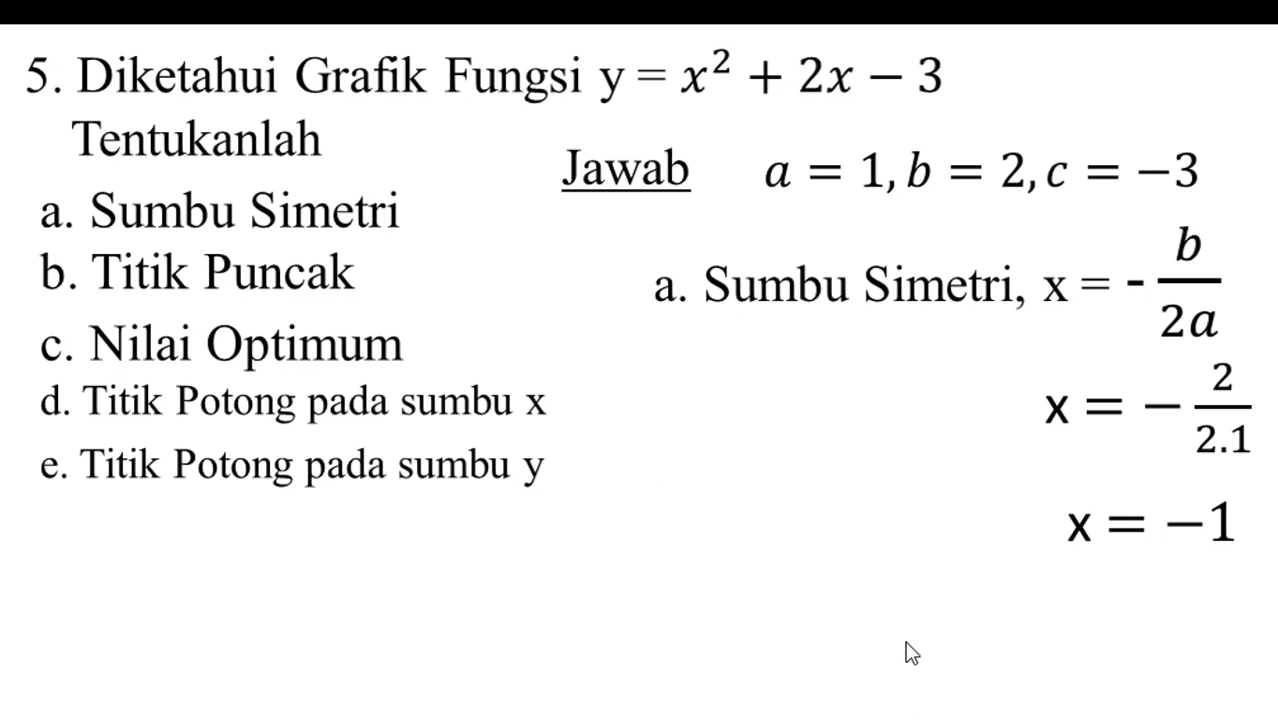 5. Diketahui Grafik Fungsi y = x² + 2x − 3
Tentukanlah
a. Sumbu Simetri
b. Titik Puncak
c. Nilai Optimum
d. Titik Potong pada sumbu x
e. Titik Potong pada sumbu y
Jawab a = 1, b = 2, c = −3
a. Sumbu Simetri, x = - b/2a
x = − 2/2.1
x = −1